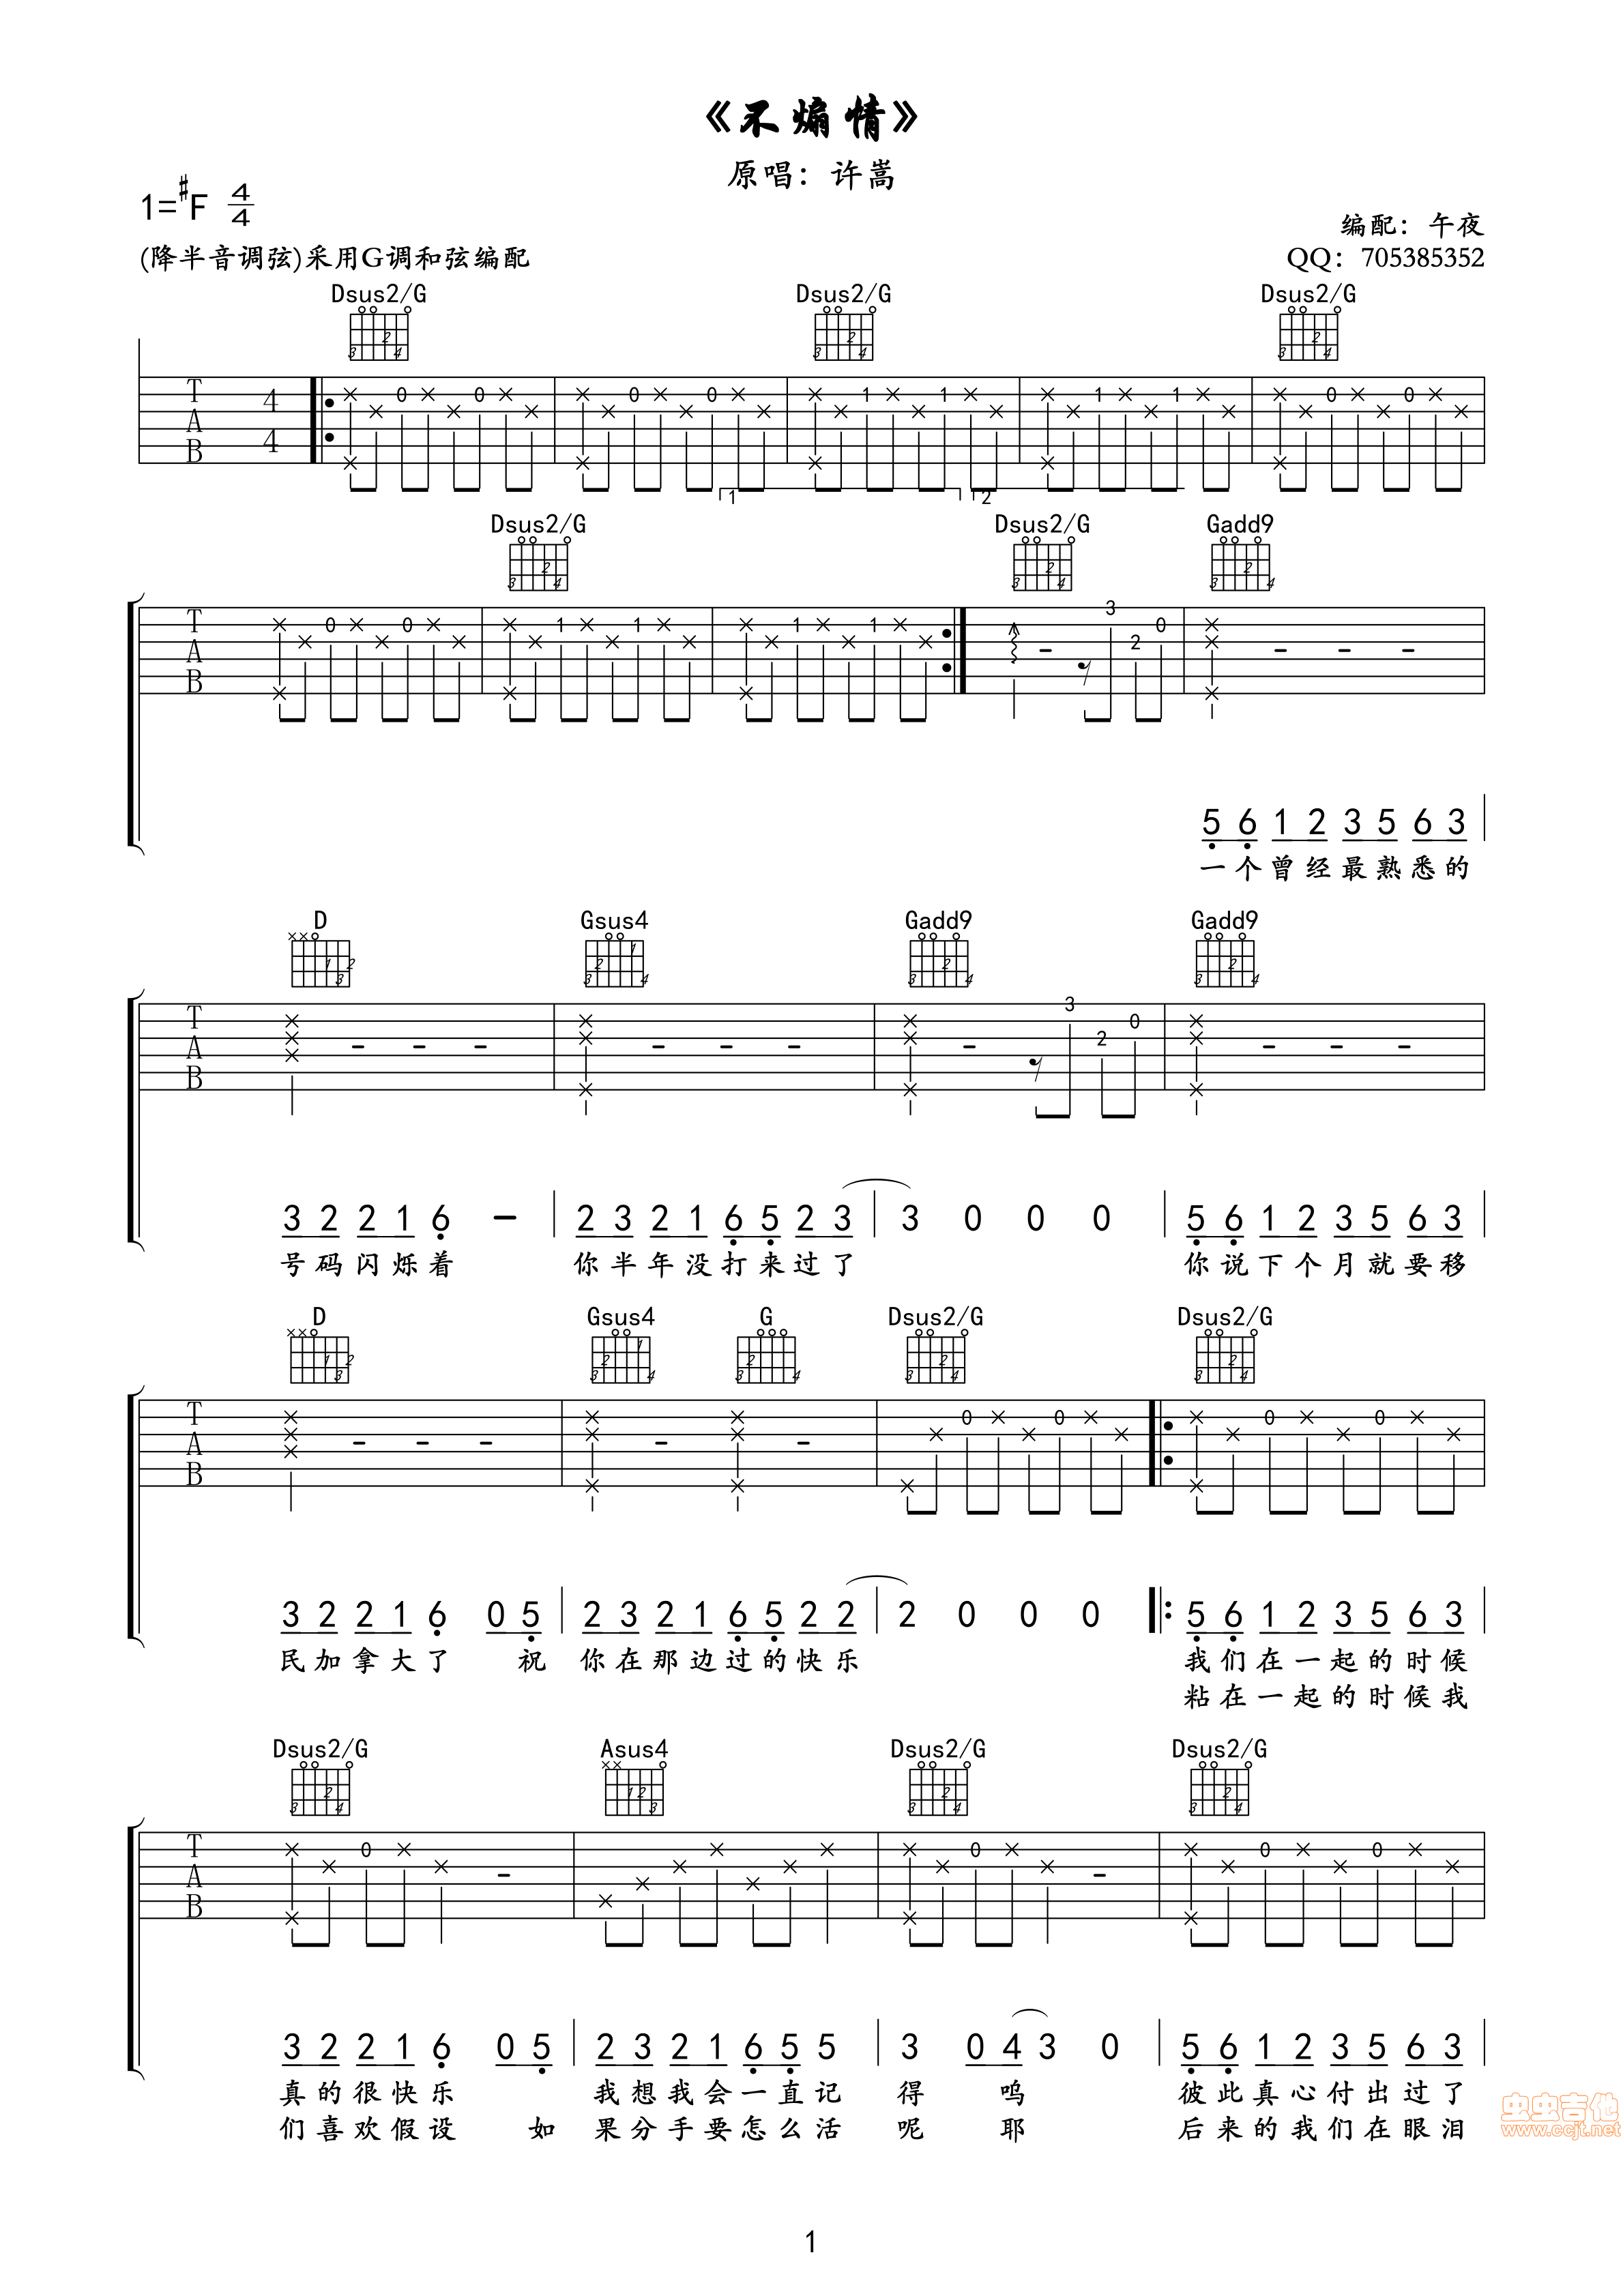 《不煽情》
原唱：许嵩
1=#F 4/4
编配：午夜
(降半音调弦)采用G调和弦编配
QQ：705385352
Dsus2/G Dsus2/G Dsus2/G
TAB 4/4 0 0 0 0 1 1 1 1 0 0
1 2
Dsus2/G Dsus2/G Gadd9
TAB 0 0 1 1 1 1 3 2 0
5 6 1 2 3 5 6 3
一个曾经最熟悉的
D Gsus4 Gadd9 Gadd9
TAB 3 2 0
3 2 2 1 6 － 2 3 2 1 6 5 2 3 3 0 0 0 5 6 1 2 3 5 6 3
号码闪烁着 你半年没打来过了 你说下个月就要移
D Gsus4 G Dsus2/G Dsus2/G
TAB 0 0 0 0
3 2 2 1 6 0 5 2 3 2 1 6 5 2 2 2 0 0 0 5 6 1 2 3 5 6 3
民加拿大了 祝 你在那边过的快乐 我们在一起的时候
粘在一起的时候我
Dsus2/G Asus4 Dsus2/G Dsus2/G
TAB 0 0 0 0
3 2 2 1 6 0 5 2 3 2 1 6 5 5 3 0 4 3 0 5 6 1 2 3 5 6 3
真的很快乐 我想我会一直记 得 呜 彼此真心付出过了
们喜欢假设 如 果分手要怎么活 呢 耶 后来的我们在眼泪
虫虫吉他
www.ccjt.net
1